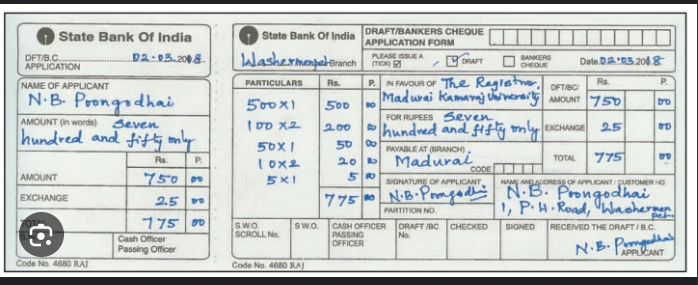 State Bank Of India
DFT/B.C. 02.03.2008
APPLICATION
NAME OF APPLICANT
N.B. Poongodhai
AMOUNT (in words) Seven
hundred and fifty only
Rs. P.
AMOUNT 750 00
EXCHANGE 25 00
TOTAL 775 00
Cash Officer
Passing Officer
Code No. 4680 RAJ
State Bank Of India
Washermenpet Branch
DRAFT/BANKERS CHEQUE
APPLICATION FORM
PLEASE ISSUE A
(TICK) ☑ ✓ DRAFT BANKERS CHEQUE Date 02.03.2008
PARTICULARS Rs. P.
500 X 1 500 00
100 X 2 200 00
50 X 1 50 00
10 X 2 20 00
5 X 1 5 00
775 00
IN FAVOUR OF The Registrar,
Madurai Kamaraj University
FOR RUPEES Seven
hundred and fifty only
PAYABLE AT (BRANCH)
Madurai
CODE
SIGNATURE OF APPLICANT
N.B. Poongodhai
PARTITION NO.
Rs. P.
DFT/BC/
AMOUNT 750 00
EXCHANGE 25 00
TOTAL 775 00
NAME AND ADDRESS OF APPLICANT / CUSTOMER NO.
N.B. Poongodhai
1, P.H. Road, Washermenpet.
S.W.O.
SCROLL No.
S.W.O.
CASH OFFICER
PASSING
OFFICER
DRAFT /BC
No.
CHECKED
SIGNED
RECEIVED THE DRAFT / B.C.
N.B. Poongodhai
APPLICANT
Code No. 4680 RAJ